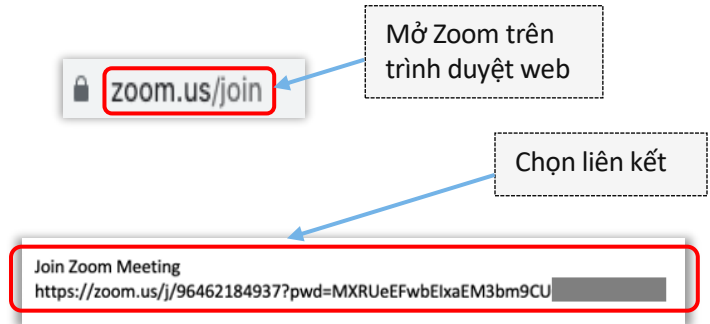 Mở Zoom trên
trình duyệt web
zoom.us/join
Chọn liên kết
Join Zoom Meeting
https://zoom.us/j/96462184937?pwd=MXRUeEFwbElxaEM3bm9CU